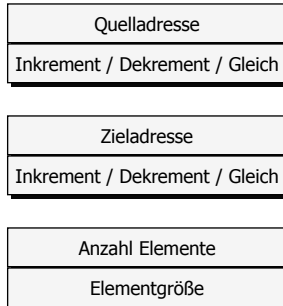 Quelladresse
Inkrement / Dekrement / Gleich
Zieladresse
Inkrement / Dekrement / Gleich
Anzahl Elemente
Elementgröße